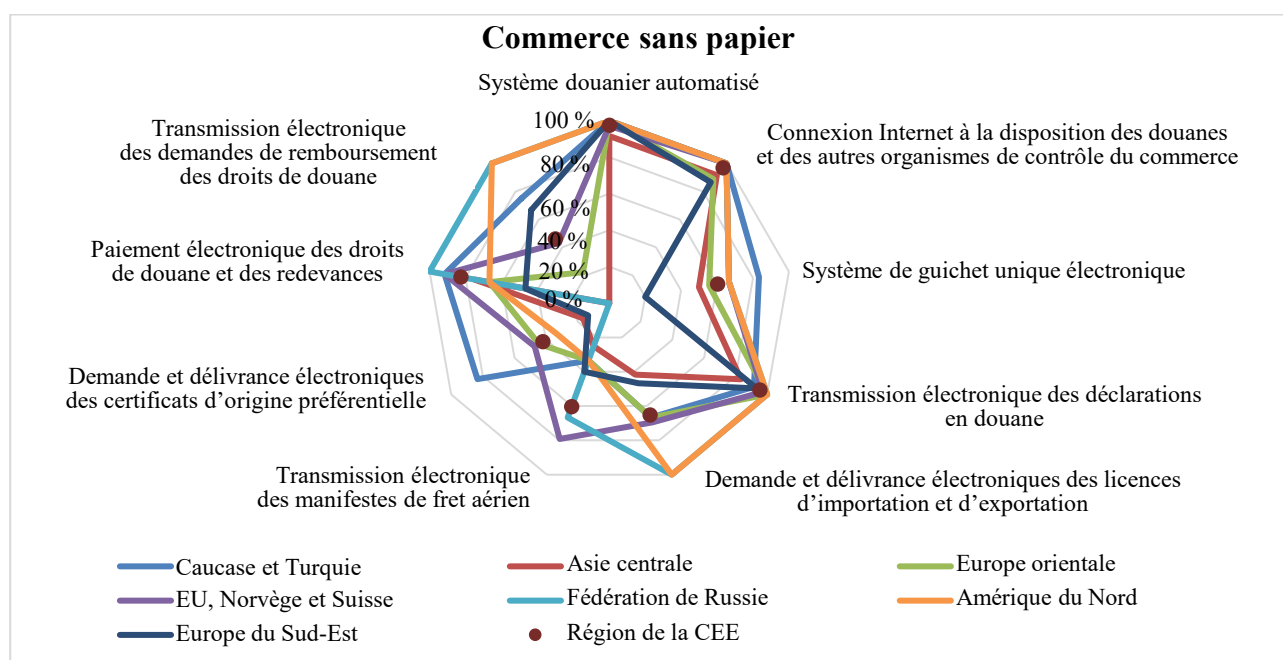 Commerce sans papier
Système douanier automatisé
Connexion Internet à la disposition des douanes
et des autres organismes de contrôle du commerce
Système de guichet unique électronique
Transmission électronique des déclarations
en douane
Demande et délivrance électroniques des licences
d’importation et d’exportation
Transmission électronique
des manifestes de fret aérien
Demande et délivrance électroniques
des certificats d’origine préférentielle
Paiement électronique des droits
de douane et des redevances
Transmission électronique
des demandes de remboursement
des droits de douane
100 %
80 %
60 %
40 %
20 %
0 %
Caucase et Turquie
Asie centrale
Europe orientale
EU, Norvège et Suisse
Fédération de Russie
Amérique du Nord
Europe du Sud-Est
Région de la CEE